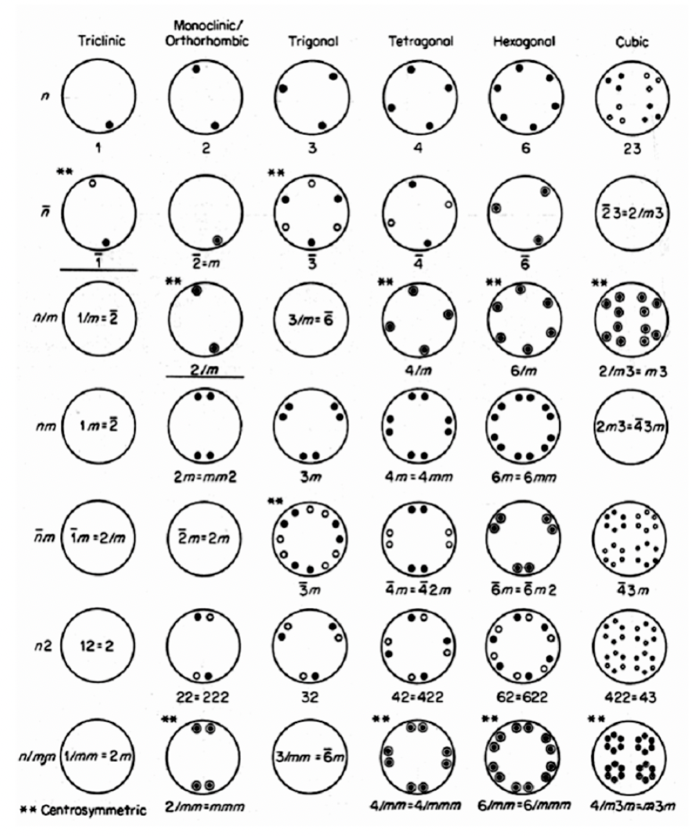 Triclinic Monoclinic/ Orthorhombic Trigonal Tetragonal Hexagonal Cubic
n
1 2 3 4 6 23
** **
n̄ 2̄3=2/m3
1̄ 2̄=m 3̄ 4̄ 6̄
** ** ** **
n/m 1/m=2̄ 3/m=6̄
2/m 4/m 6/m 2/m3=m3
nm 1m=2̄ 2m3=4̄3m
2m=mm2 3m 4m=4mm 6m=6mm
**
n̄m 1̄m=2/m 2̄m=2m
3̄m 4̄m=4̄2m 6̄m=6̄m2 4̄3m
n2 12=2
22=222 32 42=422 62=622 422=43
** ** ** **
n/mm 1/mm=2m 3/mm=6̄m
** Centrosymmetric 2/mm=mmm 4/mm=4/mmm 6/mm=6/mmm 4/m3m=m3m